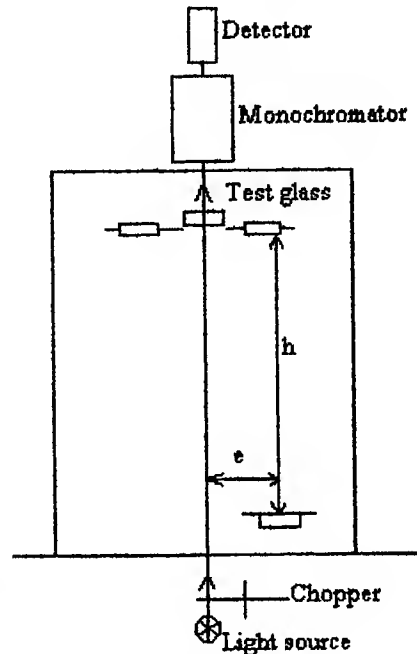 Detector
Monochromator
Test glass
h
e
Chopper
Light source